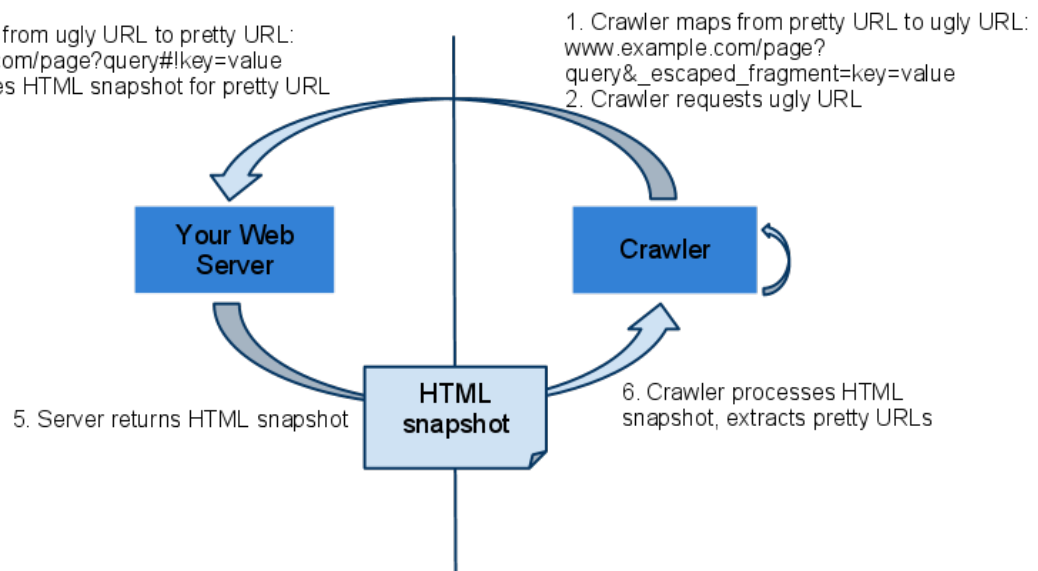 from ugly URL to pretty URL:
com/page?query#!key=value
es HTML snapshot for pretty URL
1. Crawler maps from pretty URL to ugly URL:
www.example.com/page?
query&_escaped_fragment=key=value
2. Crawler requests ugly URL
Your Web
Server
Crawler
5. Server returns HTML snapshot
HTML
snapshot
6. Crawler processes HTML
snapshot, extracts pretty URLs